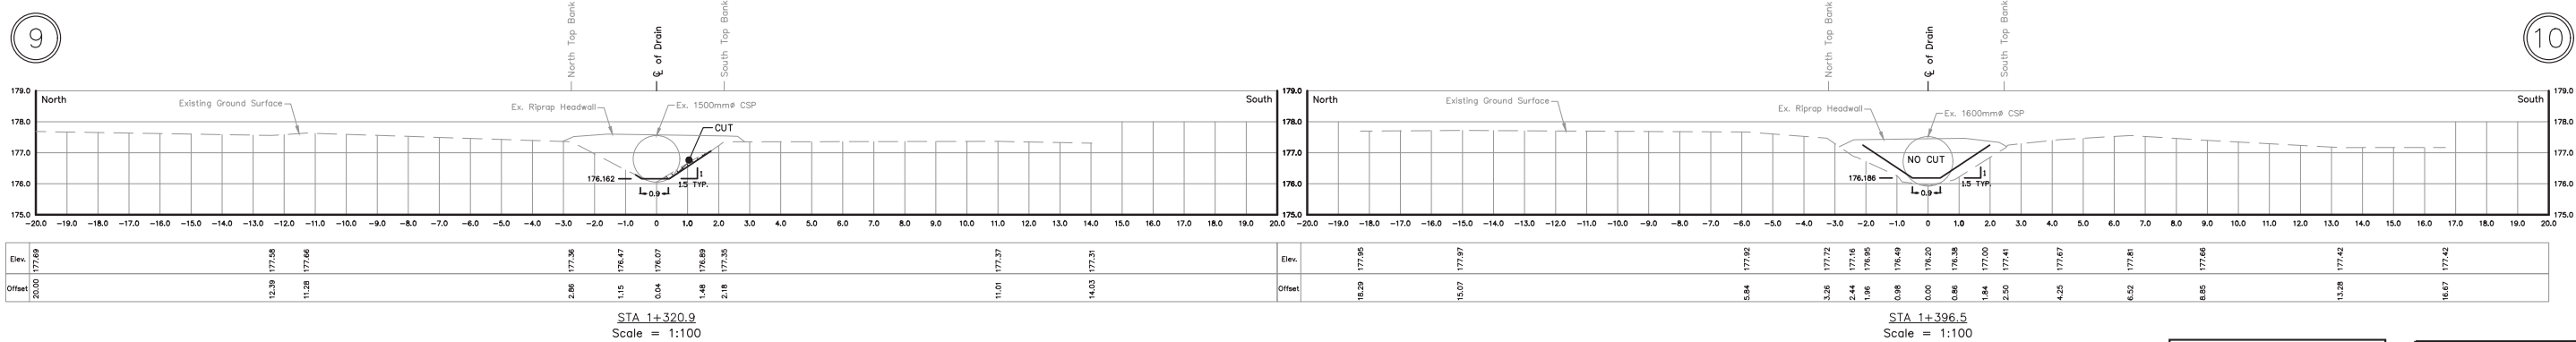 9
North Top Bank
℄ of Drain
South Top Bank
179.0
178.0
177.0
176.0
175.0
North
South
Existing Ground Surface
Ex. Riprap Headwall
Ex. 1500mmø CSP
CUT
176.162
0.9
1
1.5 TYP.
-20.0 -19.0 -18.0 -17.0 -16.0 -15.0 -14.0 -13.0 -12.0 -11.0 -10.0 -9.0 -8.0 -7.0 -6.0 -5.0 -4.0 -3.0 -2.0 -1.0 0 1.0 2.0 3.0 4.0 5.0 6.0 7.0 8.0 9.0 10.0 11.0 12.0 13.0 14.0 15.0 16.0 17.0 18.0 19.0 20.0
Elev. 177.69 177.58 177.66 177.36 176.47 176.07 176.89 177.35 177.37 177.31
Offset 20.00 12.39 11.28 2.86 1.15 0.04 1.48 2.18 11.01 14.03
STA 1+320.9
Scale = 1:100
10
North Top Bank
℄ of Drain
South Top Bank
179.0
178.0
177.0
176.0
175.0
North
South
179.0
178.0
177.0
176.0
175.0
Existing Ground Surface
Ex. Riprap Headwall
Ex. 1600mmø CSP
NO CUT
176.186
0.9
1
1.5 TYP.
-20.0 -19.0 -18.0 -17.0 -16.0 -15.0 -14.0 -13.0 -12.0 -11.0 -10.0 -9.0 -8.0 -7.0 -6.0 -5.0 -4.0 -3.0 -2.0 -1.0 0 1.0 2.0 3.0 4.0 5.0 6.0 7.0 8.0 9.0 10.0 11.0 12.0 13.0 14.0 15.0 16.0 17.0 18.0 19.0 20.0
Elev. 177.95 177.97 177.92 177.72 177.16 176.95 176.49 176.20 176.38 177.00 177.41 177.67 177.81 177.66 177.42 177.42
Offset 18.29 15.07 5.84 3.26 2.44 1.96 0.98 0.00 0.86 1.84 2.50 4.25 6.52 8.85 13.28 16.67
STA 1+396.5
Scale = 1:100